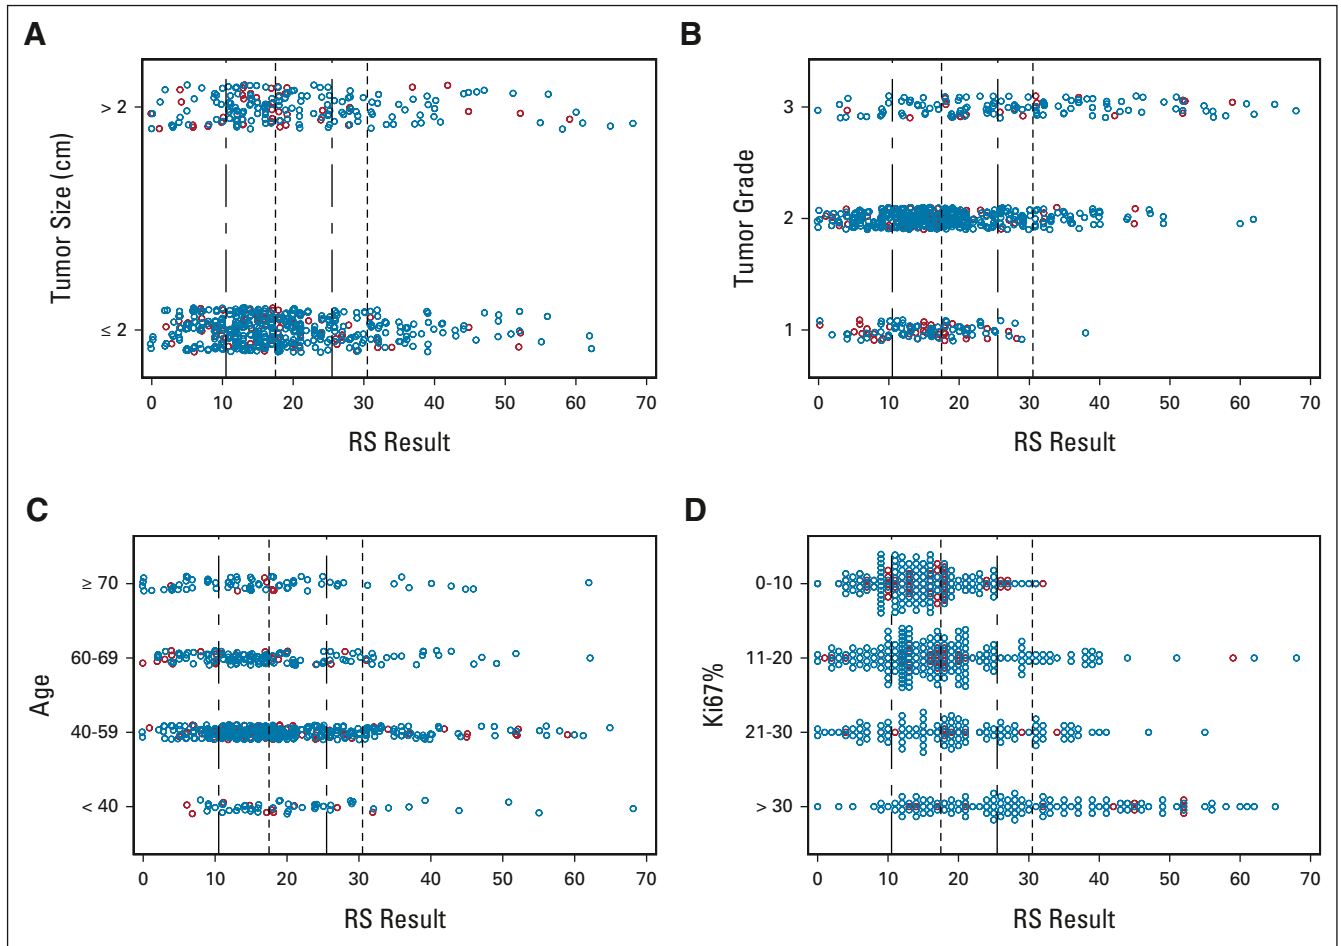 A
Tumor Size (cm)
> 2
≤ 2
0 10 20 30 40 50 60 70
RS Result
B
Tumor Grade
3
2
1
0 10 20 30 40 50 60 70
RS Result
C
Age
≥ 70
60-69
40-59
< 40
0 10 20 30 40 50 60 70
RS Result
D
Ki67%
0-10
11-20
21-30
> 30
0 10 20 30 40 50 60 70
RS Result